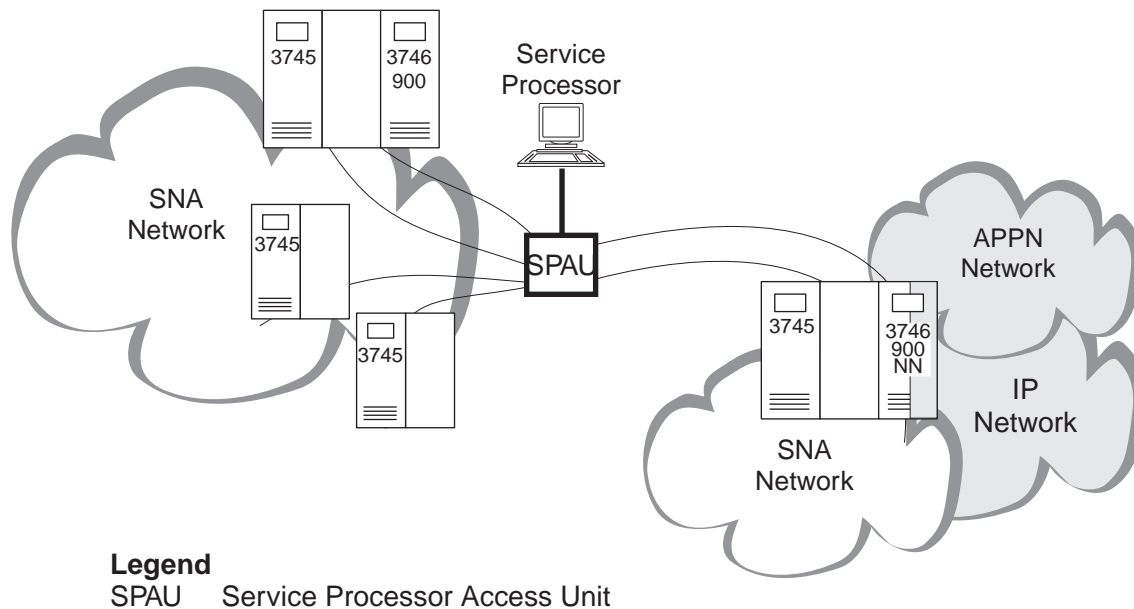 3745
3746
900
Service
Processor
SNA
Network
3745
SPAU
3745
APPN
Network
3745
3746
900
NN
IP
Network
SNA
Network
Legend
SPAU Service Processor Access Unit